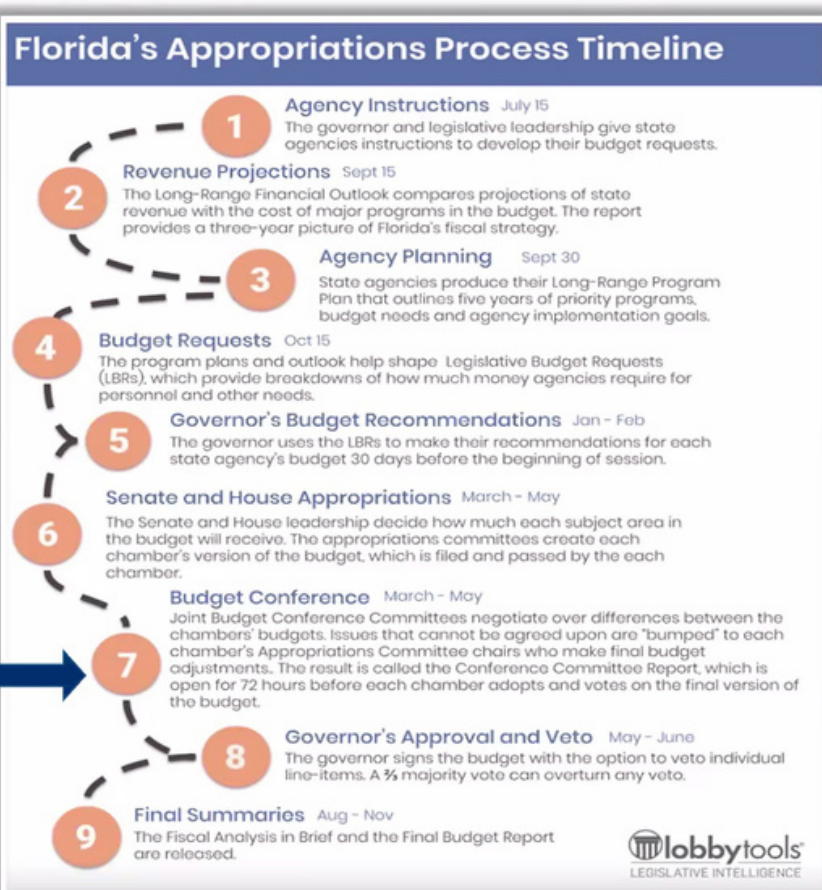 Florida's Appropriations Process Timeline
1
Agency Instructions July 15
The governor and legislative leadership give state
agencies instructions to develop their budget requests.
2
Revenue Projections Sept 15
The Long-Range Financial Outlook compares projections of state
revenue with the cost of major programs in the budget. The report
provides a three-year picture of Florida's fiscal strategy.
3
Agency Planning Sept 30
State agencies produce their Long-Range Program
Plan that outlines five years of priority programs,
budget needs and agency implementation goals.
4
Budget Requests Oct 15
The program plans and outlook help shape Legislative Budget Requests
(LBRs), which provide breakdowns of how much money agencies require for
personnel and other needs.
5
Governor's Budget Recommendations Jan - Feb
The governor uses the LBRs to make their recommendations for each
state agency's budget 30 days before the beginning of session.
6
Senate and House Appropriations March - May
The Senate and House leadership decide how much each subject area in
the budget will receive. The appropriations committees create each
chamber's version of the budget, which is filed and passed by the each
chamber.
7
Budget Conference March - May
Joint Budget Conference Committees negotiate over differences between the
chambers' budgets. Issues that cannot be agreed upon are "bumped" to each
chamber's Appropriations Committee chairs who make final budget
adjustments. The result is called the Conference Committee Report, which is
open for 72 hours before each chamber adopts and votes on the final version of
the budget.
8
Governor's Approval and Veto May - June
The governor signs the budget with the option to veto individual
line-items. A ⅔ majority vote can overturn any veto.
9
Final Summaries Aug - Nov
The Fiscal Analysis in Brief and the Final Budget Report
are released.
lobbytools
LEGISLATIVE INTELLIGENCE